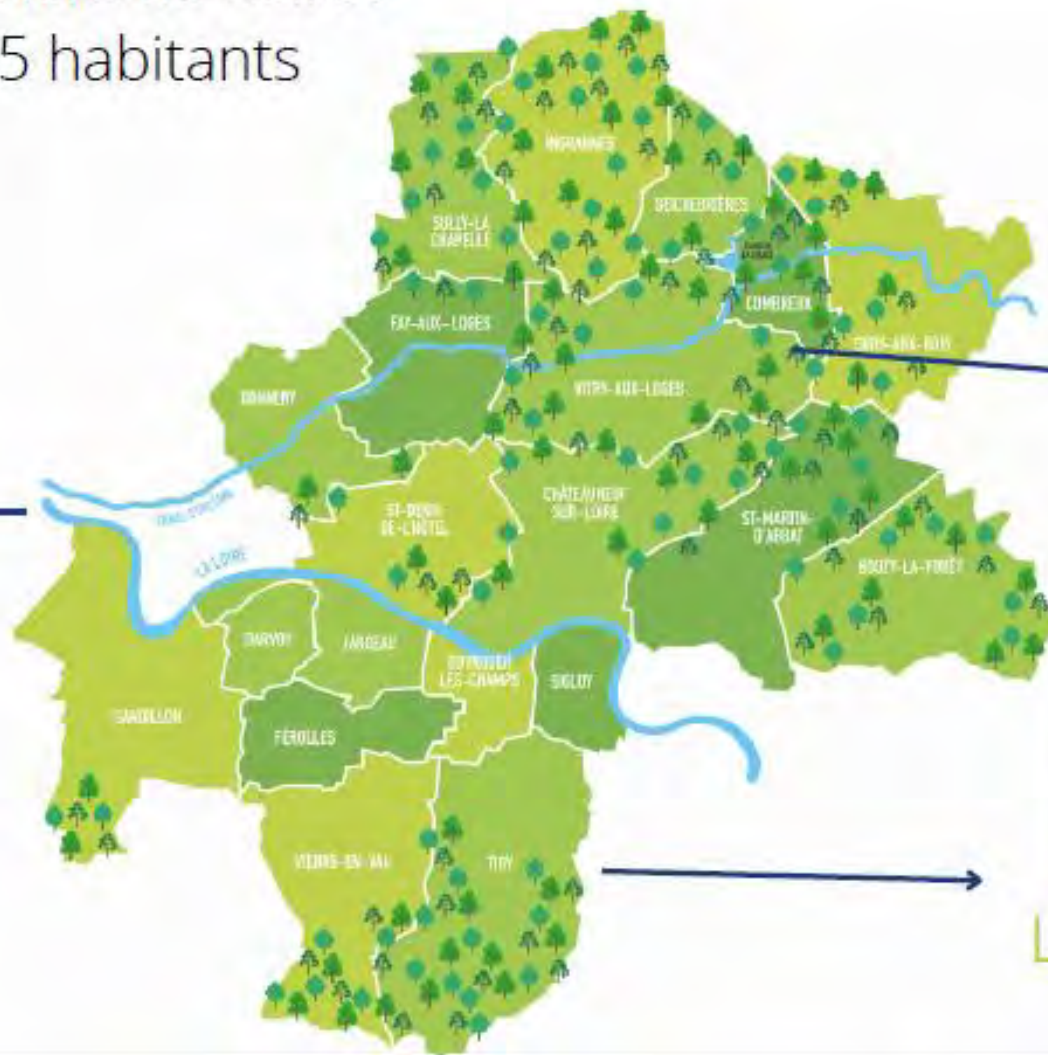 5 habitants
INGRANNES
SEICHEBRIÈRES
SULLY-LA
CHAPELLE
COMBREUX
FAY-AUX-LOGES
VITRY-AUX-LOGES
DONNERY
CHÂTEAUNEUF
SUR-LOIRE
ST-DENIS
DE-L'HÔTEL
ST-MARTIN-
D'ABBAT
BOUZY-LA-FORÊT
LA LOIRE
DARVOY
JARGEAU
LES-CHAMPS
SIGLOY
SANDILLON
FÉROLLES
VIENNE-EN-VAL
TIGY
L